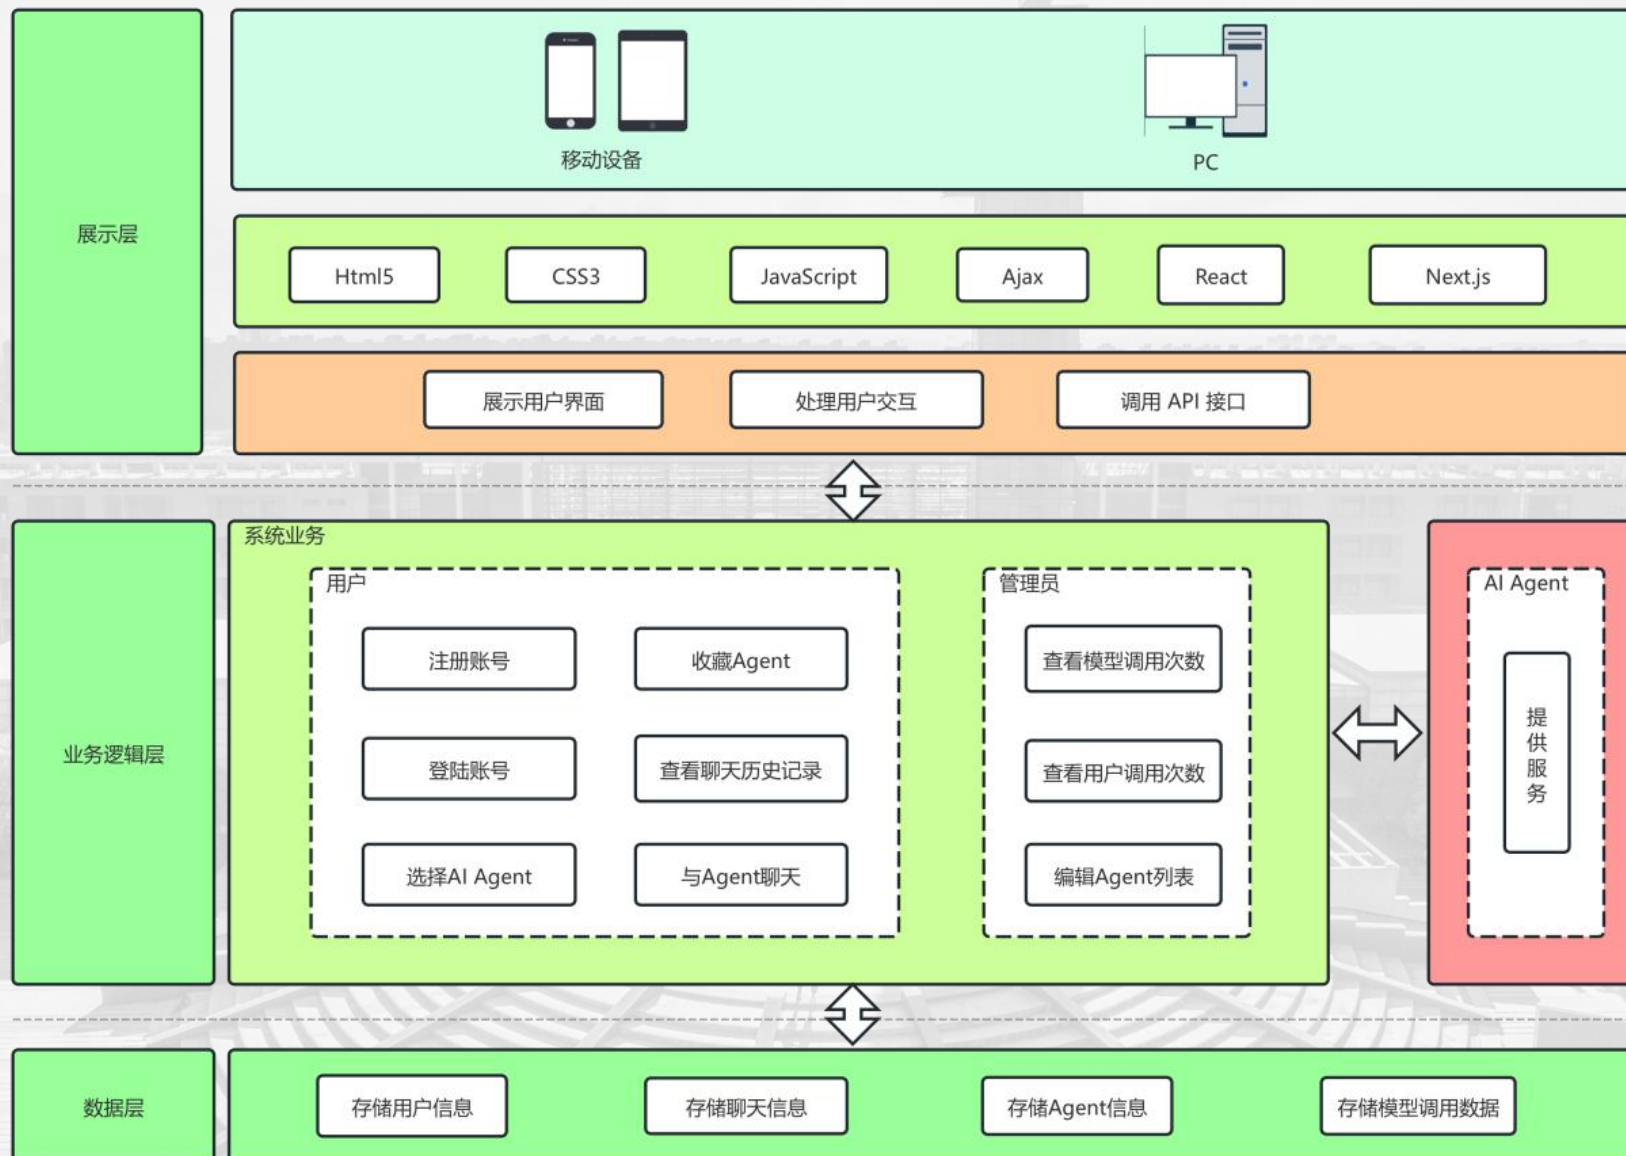 移动设备
PC
展示层
Html5
CSS3
JavaScript
Ajax
React
Next.js
展示用户界面
处理用户交互
调用 API 接口
系统业务
用户
管理员
AI Agent
注册账号
收藏Agent
查看模型调用次数
业务逻辑层
登陆账号
查看聊天历史记录
查看用户调用次数
提
供
服
务
选择AI Agent
与Agent聊天
编辑Agent列表
数据层
存储用户信息
存储聊天信息
存储Agent信息
存储模型调用数据